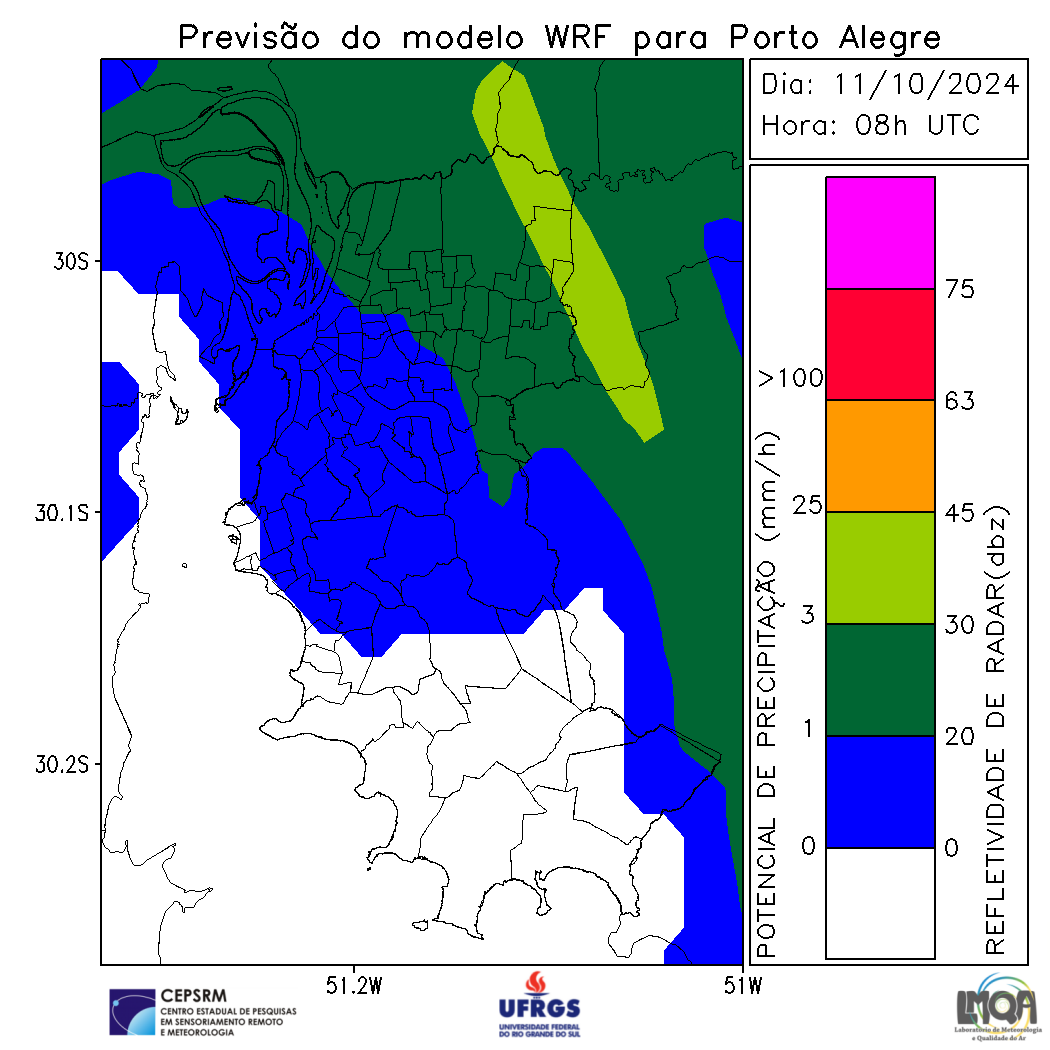 Previsão do modelo WRF para Porto Alegre
Dia: 11/10/2024
Hora: 08h UTC
30S
30.1S
30.2S
51.2W
51W
POTENCIAL DE PRECIPITAÇÃO (mm/h)
>100
25
3
1
0
75
63
45
30
20
0
REFLETIVIDADE DE RADAR(dbz)
CEPSRM
CENTRO ESTADUAL DE PESQUISAS
EM SENSORIAMENTO REMOTO
E METEOROLOGIA
UFRGS
UNIVERSIDADE FEDERAL
DO RIO GRANDE DO SUL
LMQA
Laboratório de Meteorologia
e Qualidade do Ar